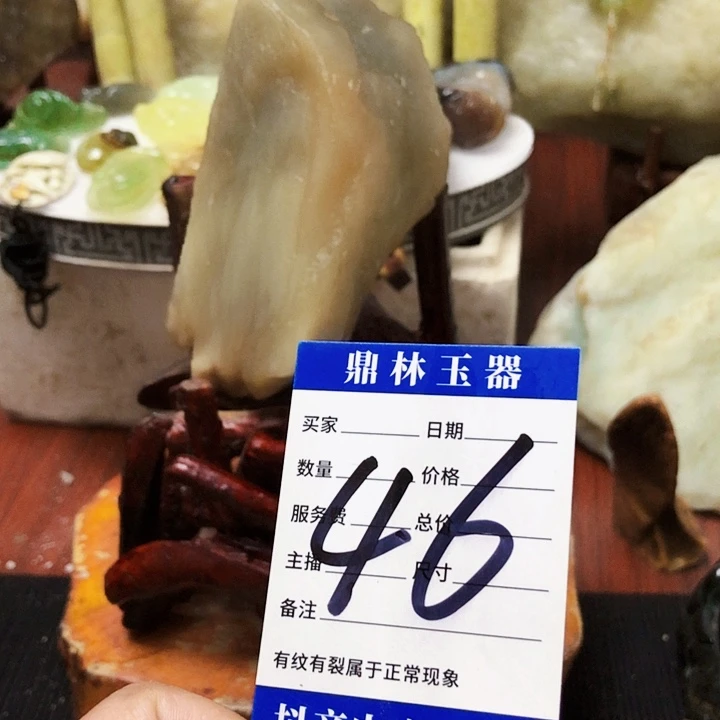 鼎林玉器
买家 日期
数量 价格
服务费 总价
主播 尺寸
46
备注
有纹有裂属于正常现象